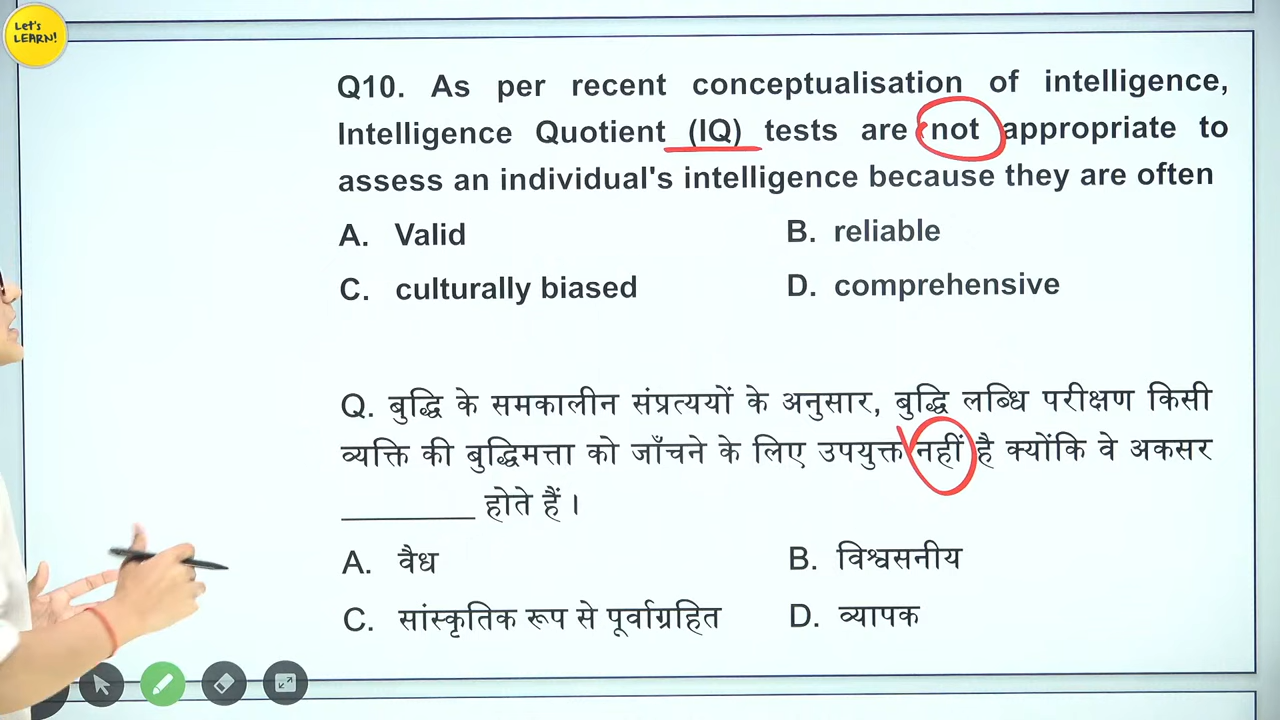 Let's
LEARN!
Q10. As per recent conceptualisation of intelligence,
Intelligence Quotient (IQ) tests are not appropriate to
assess an individual's intelligence because they are often
A. Valid B. reliable
C. culturally biased D. comprehensive
Q. बुद्धि के समकालीन संप्रत्ययों के अनुसार, बुद्धि लब्धि परीक्षण किसी
व्यक्ति की बुद्धिमत्ता को जाँचने के लिए उपयुक्त नहीं है क्योंकि वे अकसर
________ होते हैं ।
A. वैध B. विश्वसनीय
C. सांस्कृतिक रूप से पूर्वाग्रहित D. व्यापक